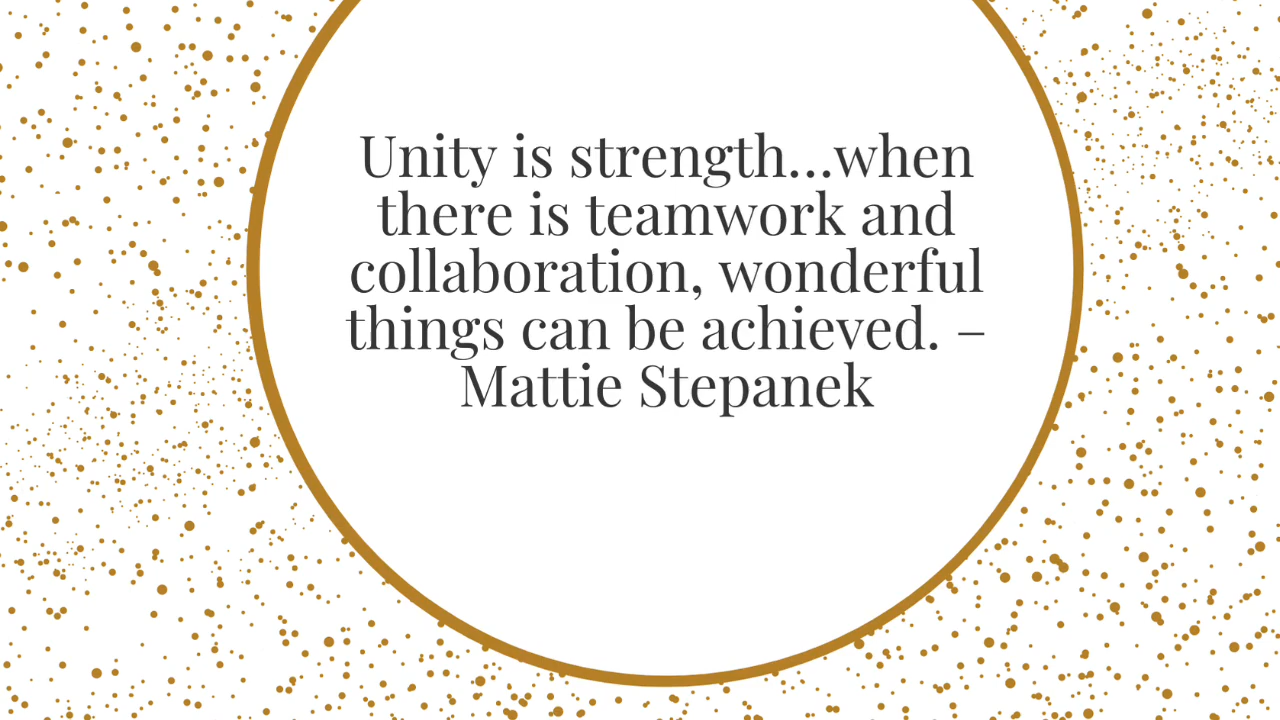 Unity is strength...when
there is teamwork and
collaboration, wonderful
things can be achieved. –
Mattie Stepanek